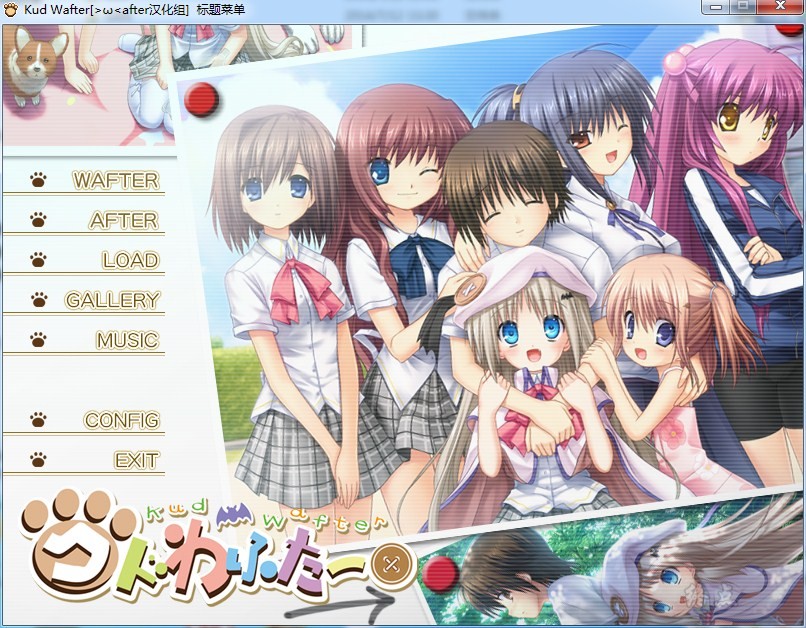 Kud Wafter[>ω<after汉化组] 标题菜单
WAFTER
AFTER
LOAD
GALLERY
MUSIC
CONFIG
EXIT
Kud Wafter
クドわふたー